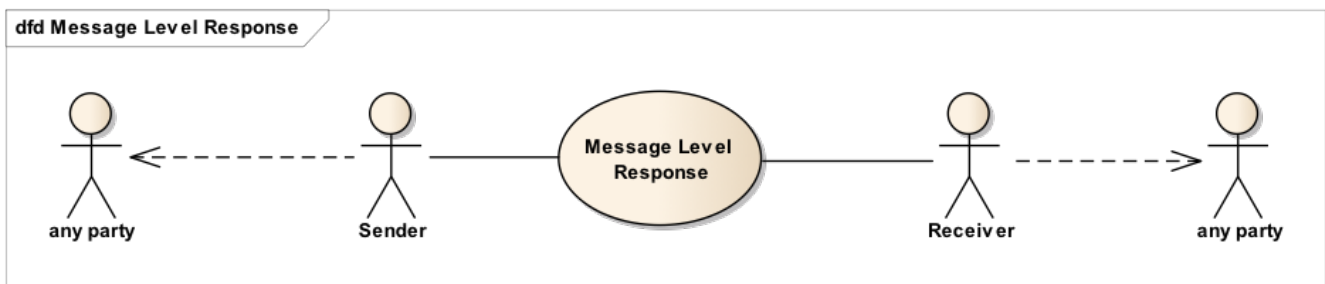 dfd Message Level Response
Message Level
Response
any party
Sender
Receiver
any party